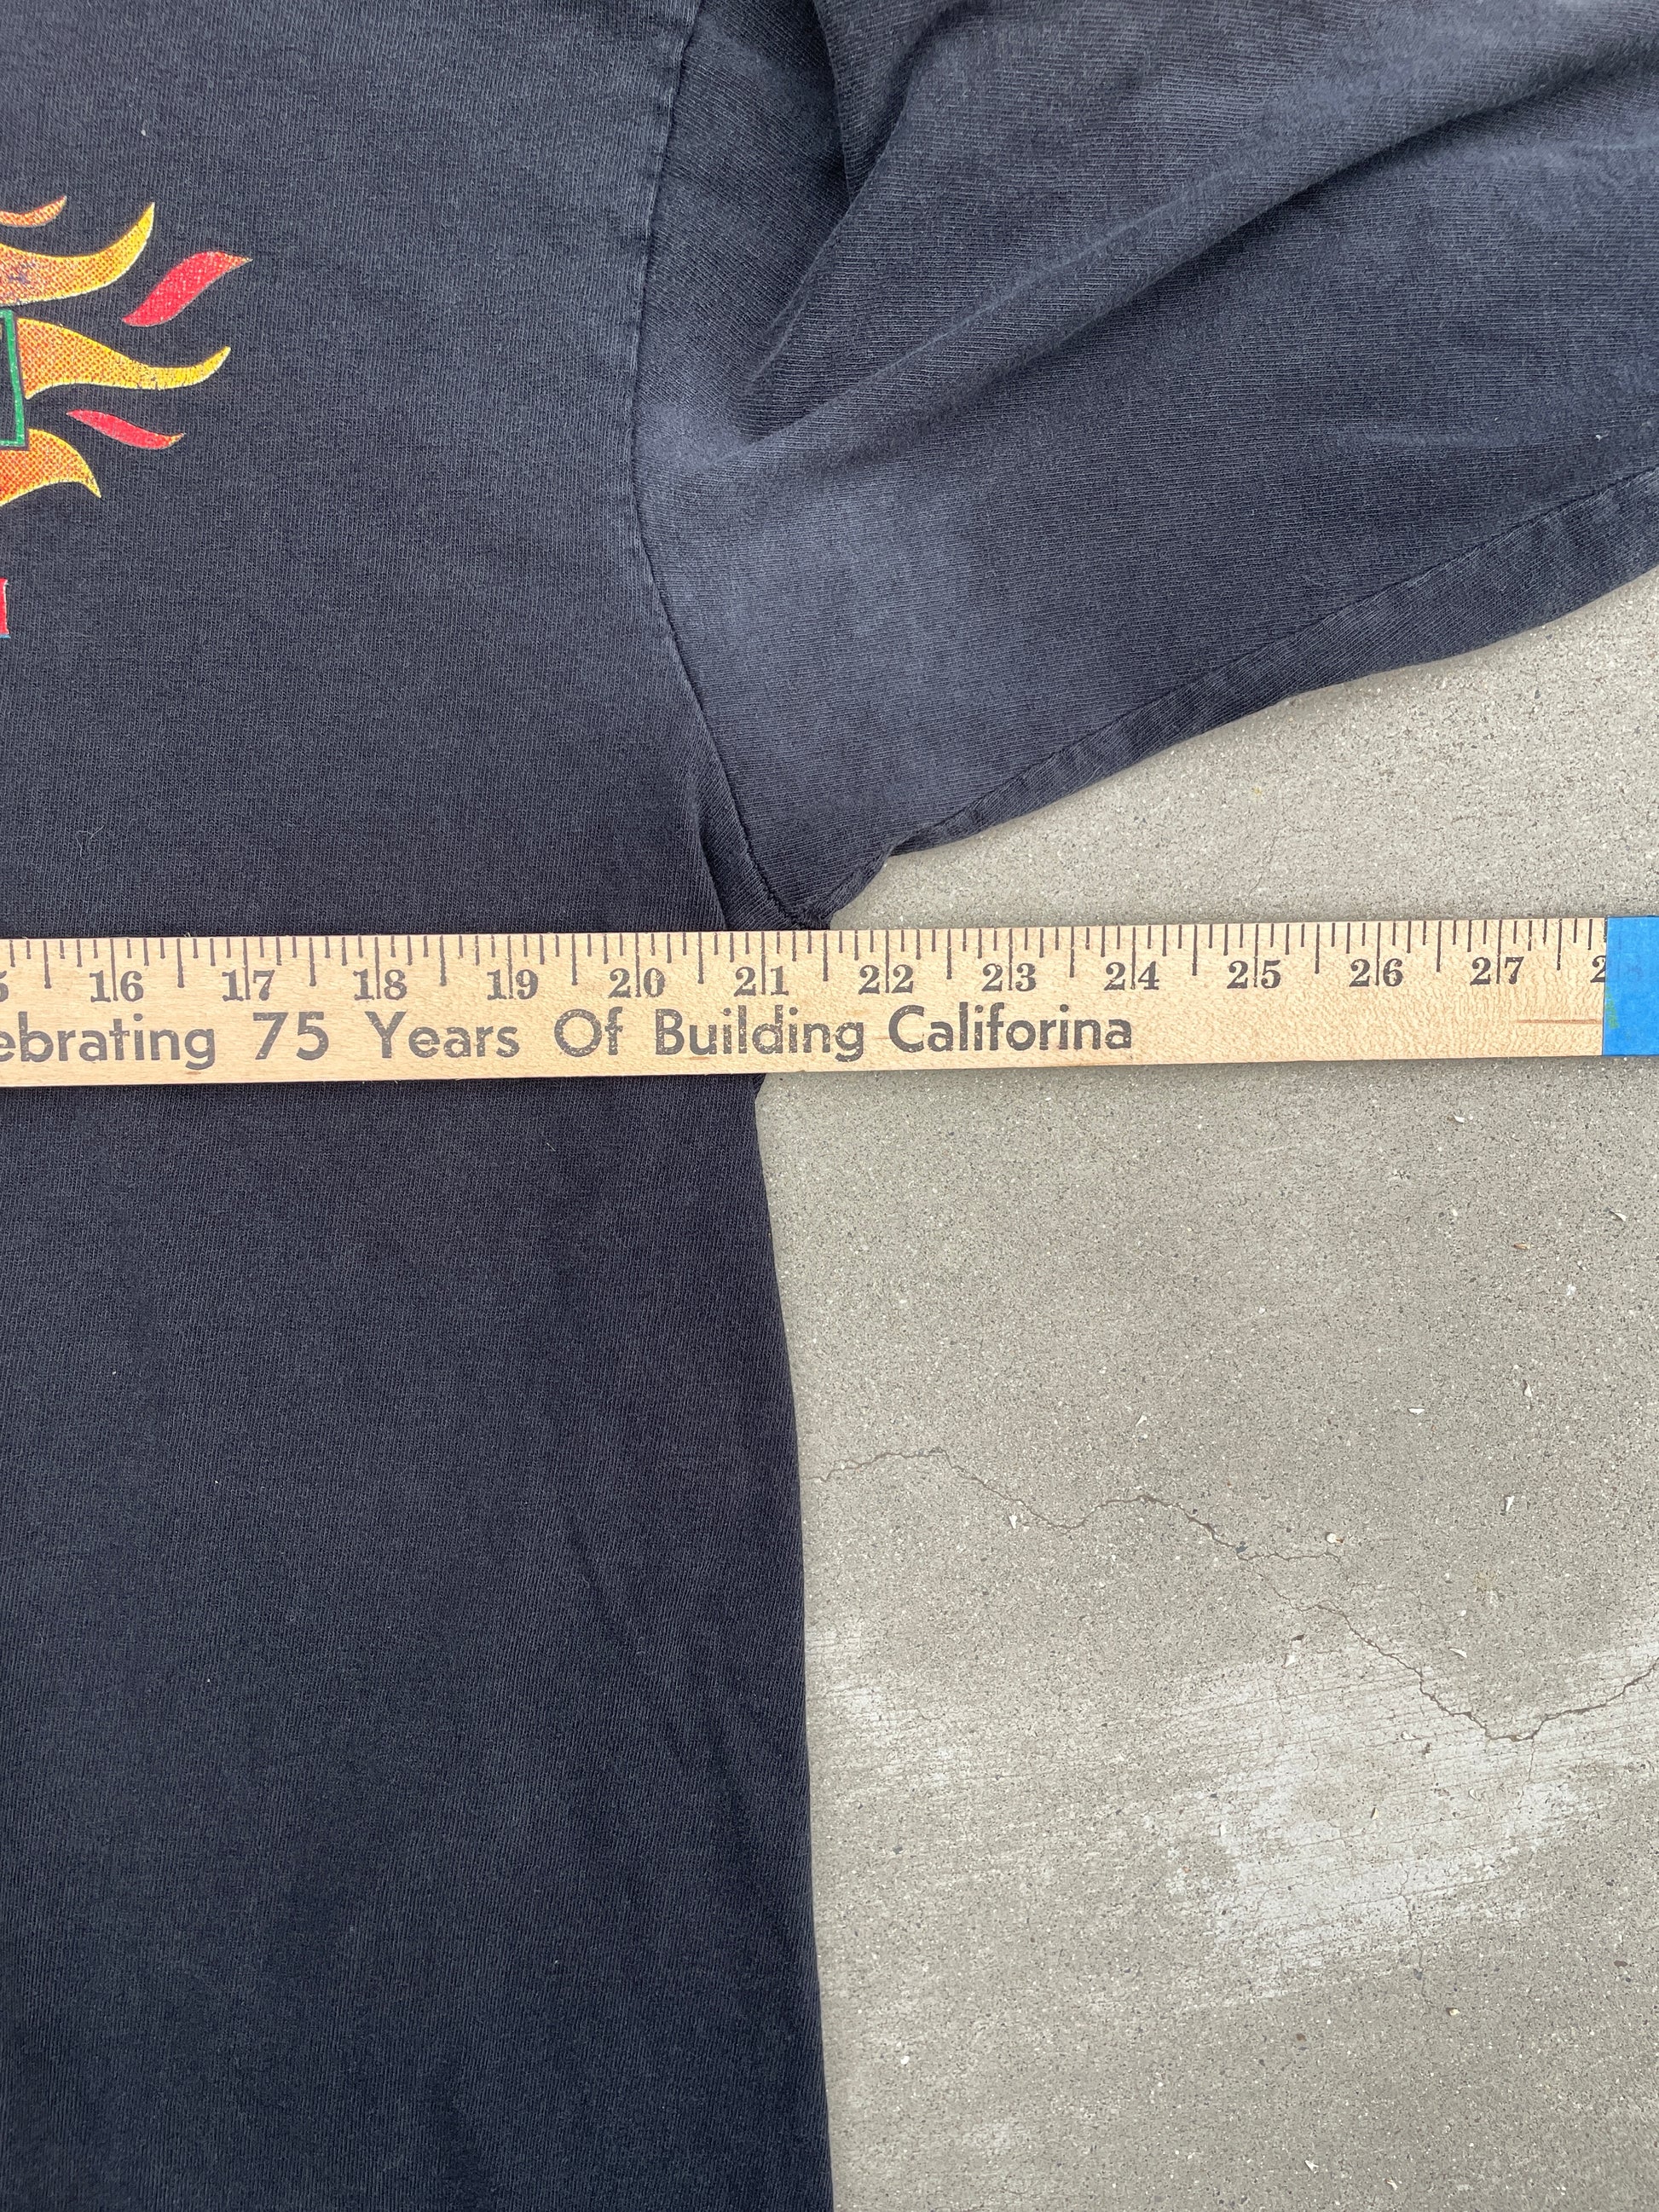 16 17 18 19 20 21 22 23 24 25 26 27
ebrating 75 Years Of Building Califorina